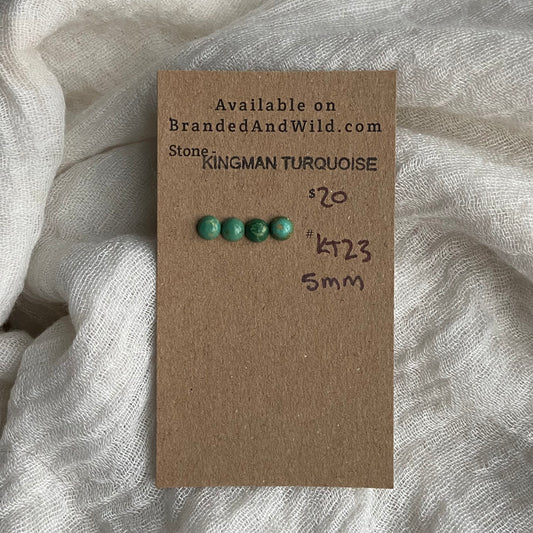 Available on
BrandedAndWild.com
Stone - KINGMAN TURQUOISE
$20
# KT23
5mm